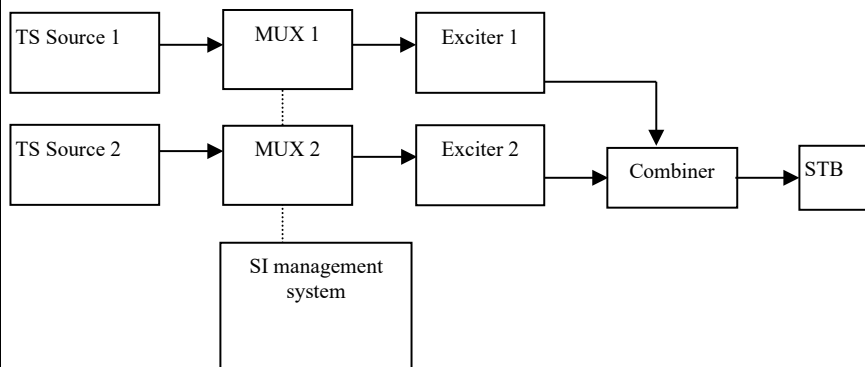 TS Source 1
MUX 1
Exciter 1
TS Source 2
MUX 2
Exciter 2
Combiner
STB
SI management
system